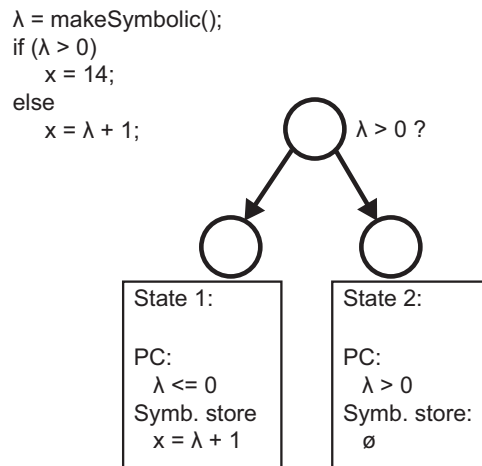 λ = makeSymbolic();
if (λ > 0)
x = 14;
else
x = λ + 1;
λ > 0 ?
State 1:
PC:
λ <= 0
Symb. store
x = λ + 1
State 2:
PC:
λ > 0
Symb. store:
ø